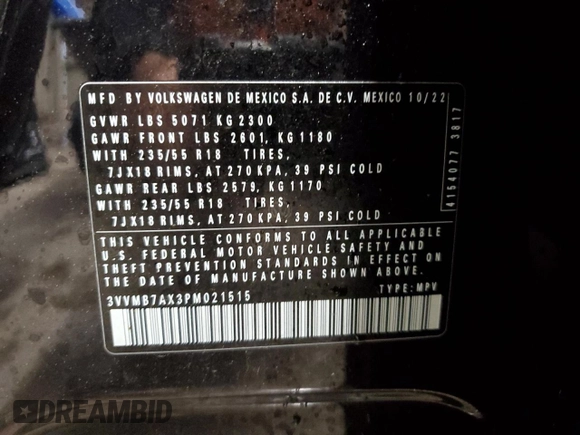 MFD BY VOLKSWAGEN DE MEXICO S.A. DE C.V. MEXICO 10/22
GVWR LBS 5071 KG 2300
GAWR FRONT LBS 2601, KG 1180
WITH 235/55 R18 TIRES,
7JX18 RIMS, AT 270 KPA, 39 PSI COLD
GAWR REAR LBS 2579, KG 1170
WITH 235/55 R18 TIRES,
7JX18 RIMS, AT 270 KPA, 39 PSI COLD
THIS VEHICLE CONFORMS TO ALL APPLICABLE
U.S. FEDERAL MOTOR VEHICLE SAFETY AND
THEFT PREVENTION STANDARDS IN EFFECT ON
THE DATE OF MANUFACTURE SHOWN ABOVE.
3VVMB7AX3PM021515 TYPE: MPV
4154077 3817
DREAMBID